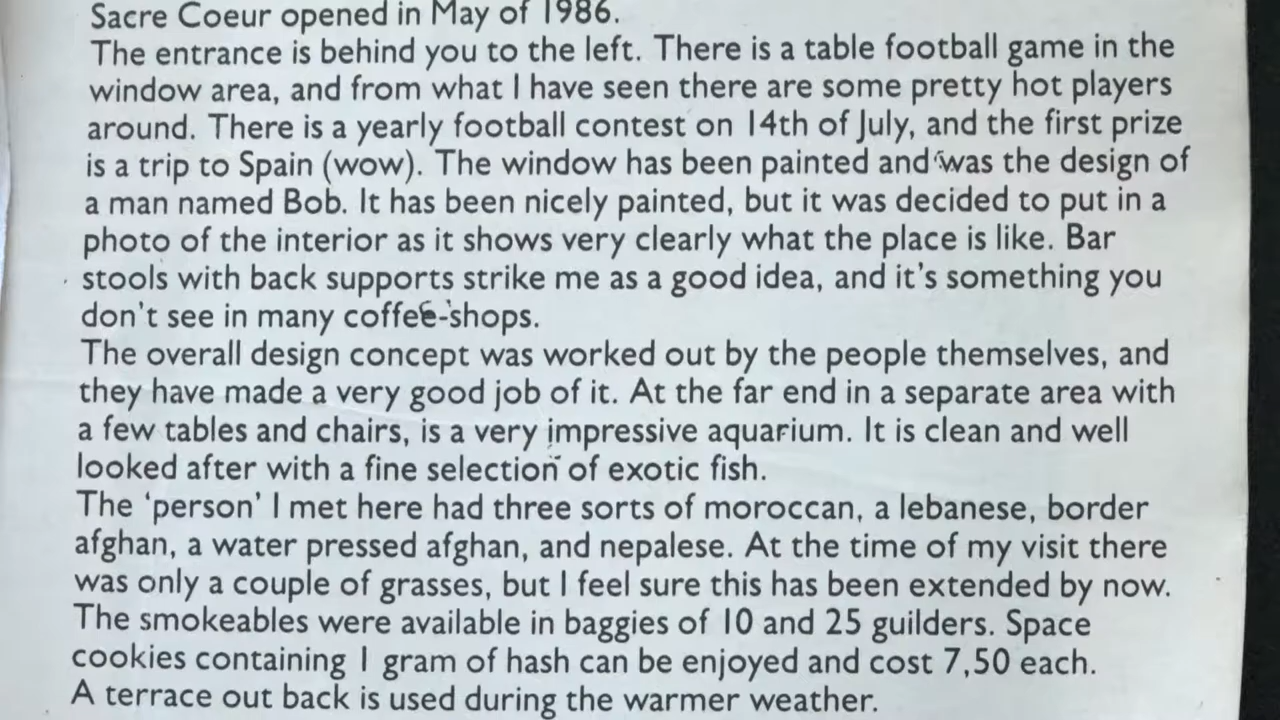 Sacre Coeur opened in May of 1986.
The entrance is behind you to the left. There is a table football game in the
window area, and from what I have seen there are some pretty hot players
around. There is a yearly football contest on 14th of July, and the first prize
is a trip to Spain (wow). The window has been painted and was the design of
a man named Bob. It has been nicely painted, but it was decided to put in a
photo of the interior as it shows very clearly what the place is like. Bar
stools with back supports strike me as a good idea, and it's something you
don't see in many coffee-shops.
The overall design concept was worked out by the people themselves, and
they have made a very good job of it. At the far end in a separate area with
a few tables and chairs, is a very impressive aquarium. It is clean and well
looked after with a fine selection of exotic fish.
The ‘person’ I met here had three sorts of moroccan, a lebanese, border
afghan, a water pressed afghan, and nepalese. At the time of my visit there
was only a couple of grasses, but I feel sure this has been extended by now.
The smokeables were available in baggies of 10 and 25 guilders. Space
cookies containing 1 gram of hash can be enjoyed and cost 7,50 each.
A terrace out back is used during the warmer weather.